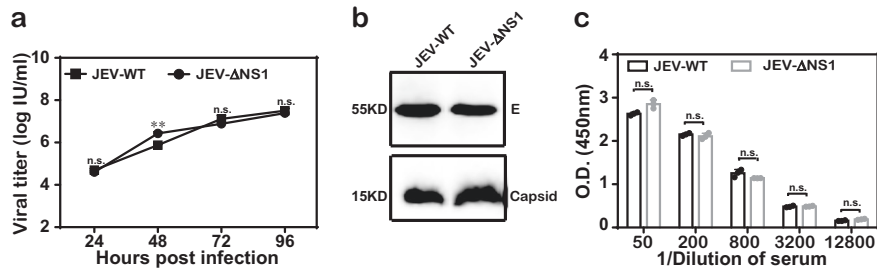 a
Viral titer (log IU/ml)
10
8
6
4
2
JEV-WT
JEV-ΔNS1
n.s.
**
n.s.
n.s.
24 48 72 96
Hours post infection
b
JEV-WT
JEV-ΔNS1
55KD
E
15KD
Capsid
c
O.D. (450nm)
4
3
2
1
0
JEV-WT
JEV-ΔNS1
n.s.
n.s.
n.s.
n.s.
n.s.
50 200 800 3200 12800
1/Dilution of serum